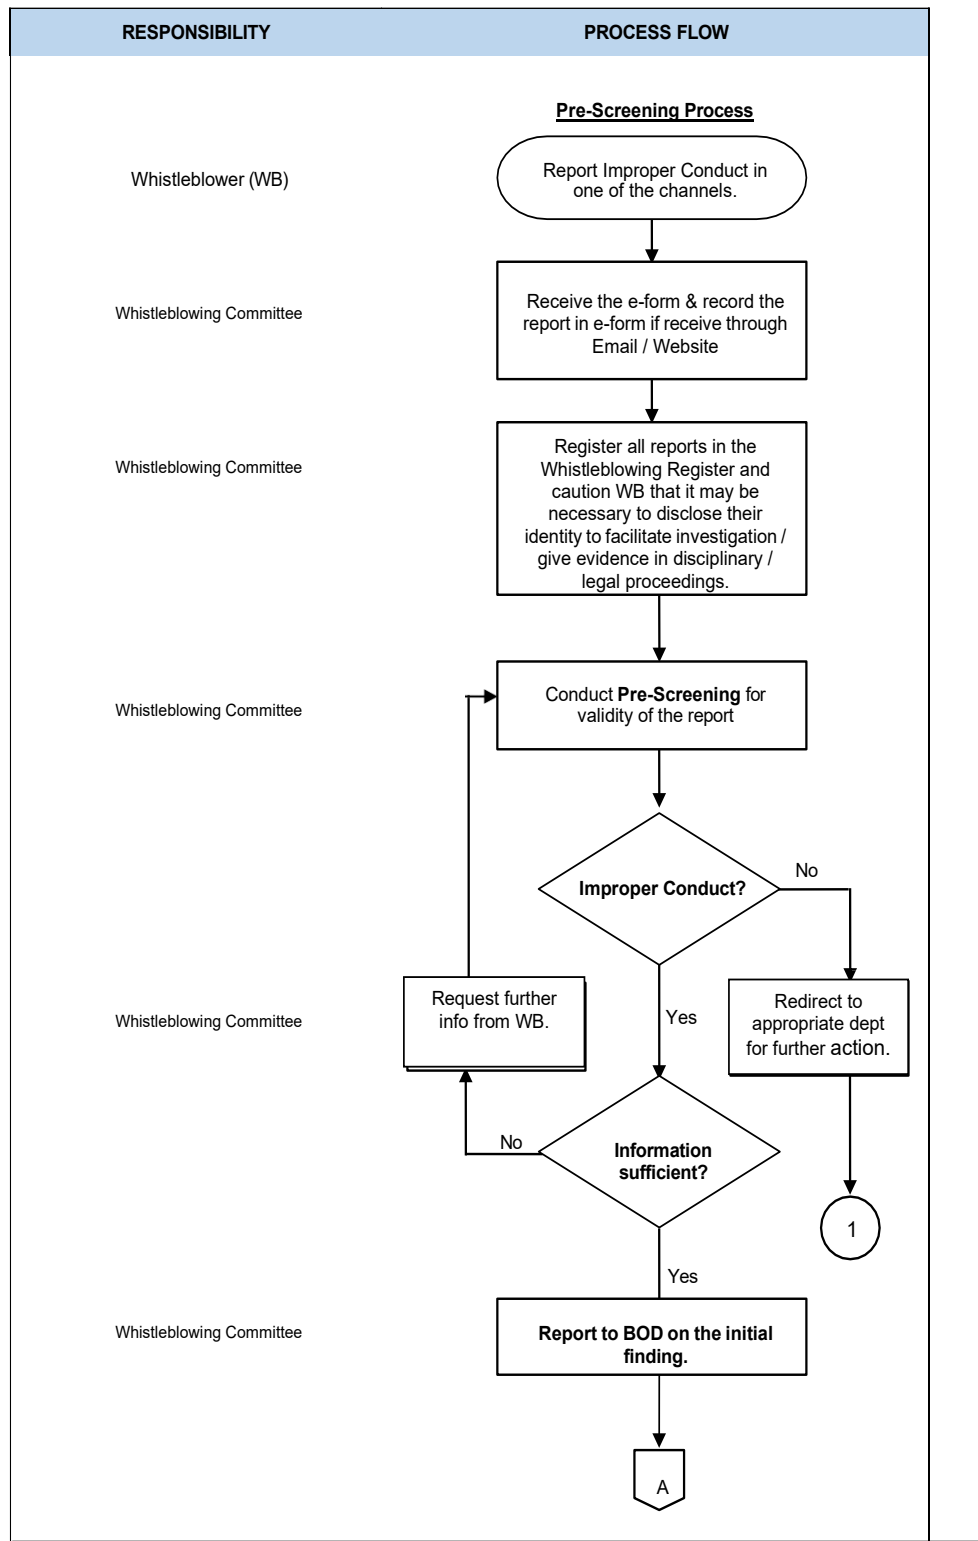 RESPONSIBILITY
PROCESS FLOW
Pre-Screening Process
Whistleblower (WB)
Report Improper Conduct in
one of the channels.
Whistleblowing Committee
Receive the e-form & record the
report in e-form if receive through
Email / Website
Whistleblowing Committee
Register all reports in the
Whistleblowing Register and
caution WB that it may be
necessary to disclose their
identity to facilitate investigation /
give evidence in disciplinary /
legal proceedings.
Whistleblowing Committee
Conduct Pre-Screening for
validity of the report
Improper Conduct?
No
Whistleblowing Committee
Request further
info from WB.
Yes
Redirect to
appropriate dept
for further action.
No
Information
sufficient?
1
Yes
Whistleblowing Committee
Report to BOD on the initial
finding.
A